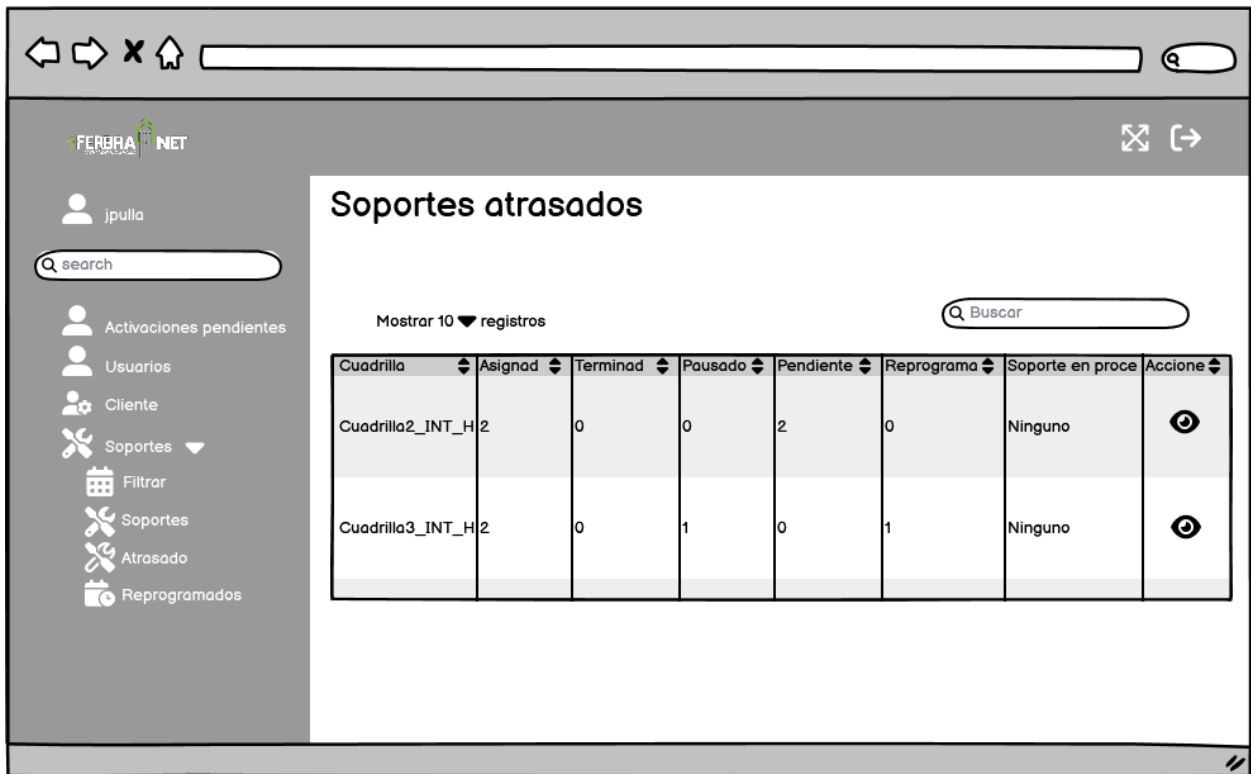 FERBRA NET
jpulla
Soportes atrasados
search
Mostrar 10 registros
Buscar
Activaciones pendientes
Usuarios
Cliente
Soportes
Filtrar
Soportes
Atrasado
Reprogramados
Cuadrilla Asignad Terminad Pausado Pendiente Reprograma Soporte en proce Accione
Cuadrilla2_INT_H 2 0 0 2 0 Ninguno
Cuadrilla3_INT_H 2 0 1 0 1 Ninguno